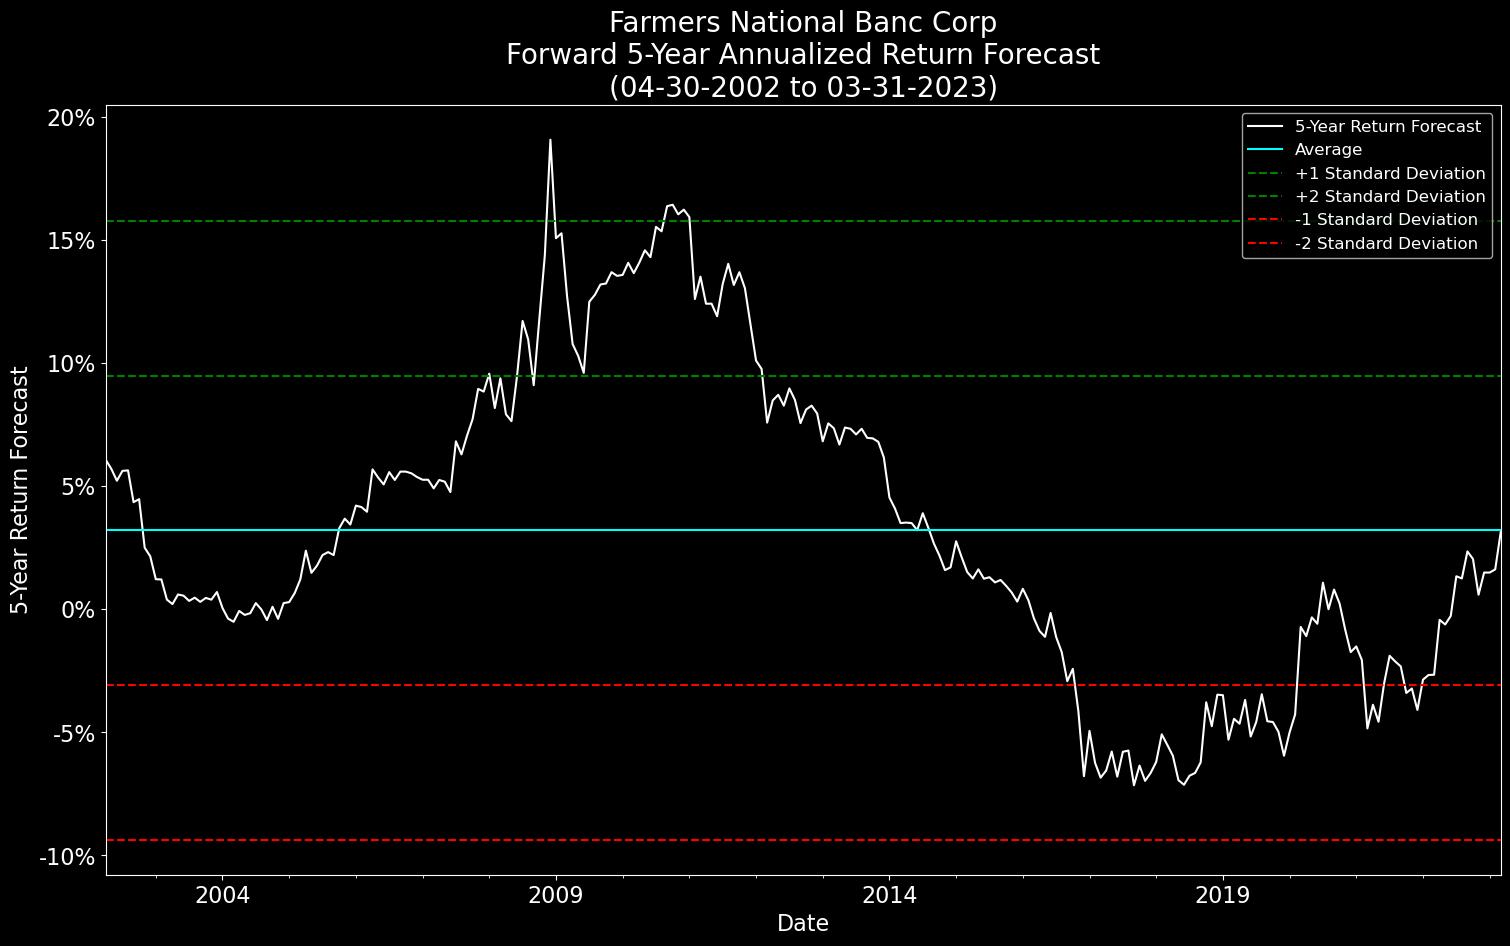 Farmers National Banc Corp
Forward 5-Year Annualized Return Forecast
(04-30-2002 to 03-31-2023)
20%
15%
10%
5%
0%
-5%
-10%
5-Year Return Forecast
5-Year Return Forecast
Average
+1 Standard Deviation
+2 Standard Deviation
-1 Standard Deviation
-2 Standard Deviation
2004
2009
2014
2019
Date